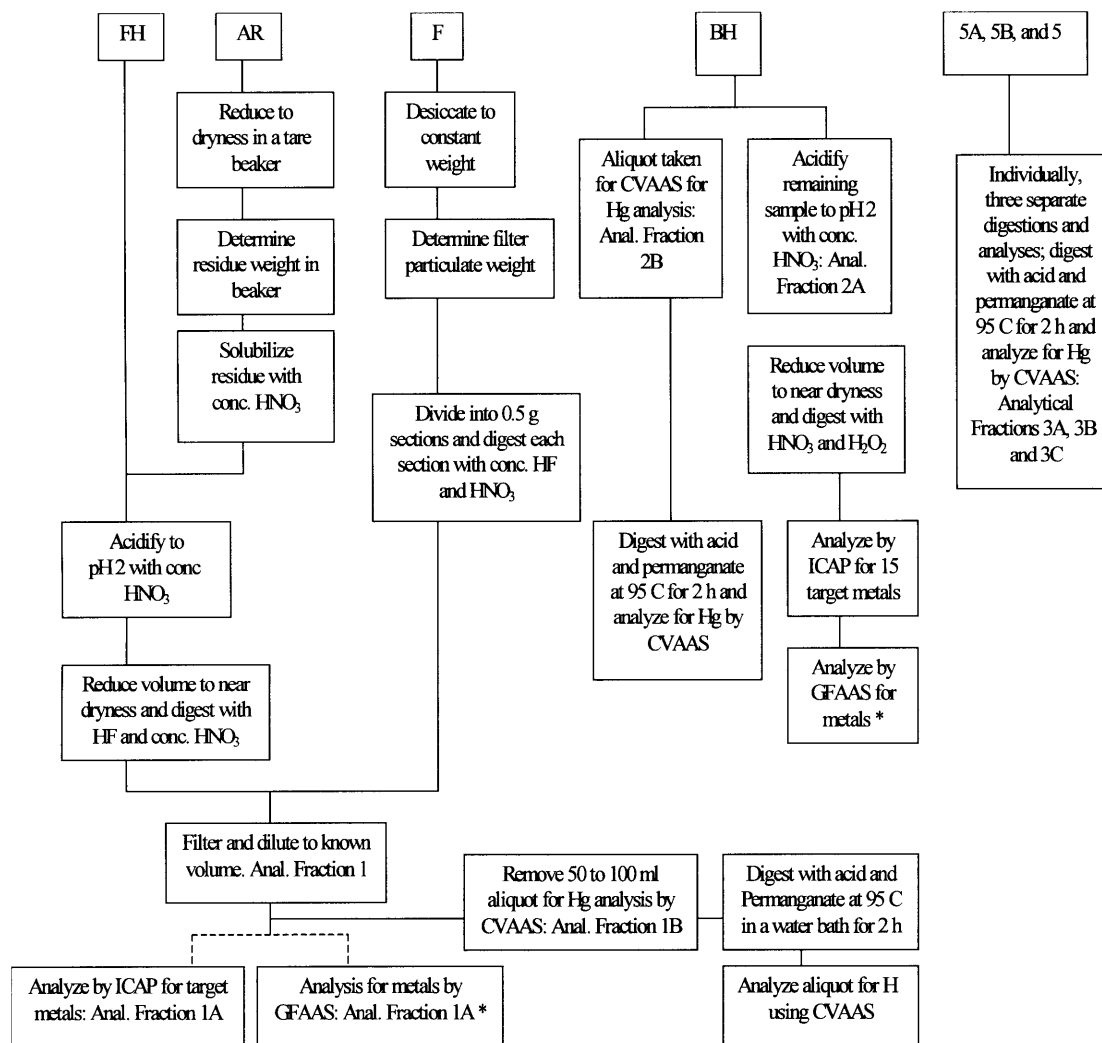 FH
AR
F
BH
5A, 5B, and 5
Reduce to
dryness in a tare
beaker
Determine
residue weight in
beaker
Solubilize
residue with
conc. HNO₃
Desiccate to
constant
weight
Determine filter
particulate weight
Divide into 0.5 g
sections and digest each
section with conc. HF
and HNO₃
Aliquot taken
for CVAAS for
Hg analysis:
Anal. Fraction
2B
Acidify
remaining
sample to pH 2
with conc.
HNO₃: Anal.
Fraction 2A
Individually,
three separate
digestions and
analyses; digest
with acid and
permanganate at
95 C for 2 h and
analyze for Hg
by CVAAS:
Analytical
Fractions 3A, 3B
and 3C
Reduce volume
to near dryness
and digest with
HNO₃ and H₂O₂
Digest with acid
and permanganate
at 95 C for 2 h and
analyze for Hg by
CVAAS
Analyze by
ICAP for 15
target metals
Analyze by
GFAAS for
metals *
Acidify to
pH 2 with conc
HNO₃
Reduce volume to near
dryness and digest with
HF and conc. HNO₃
Filter and dilute to known
volume. Anal. Fraction 1
Remove 50 to 100 ml
aliquot for Hg analysis by
CVAAS: Anal. Fraction 1B
Digest with acid and
Permanganate at 95 C
in a water bath for 2 h
Analyze by ICAP for target
metals: Anal. Fraction 1A
Analysis for metals by
GFAAS: Anal. Fraction 1A *
Analyze aliquot for H
using CVAAS